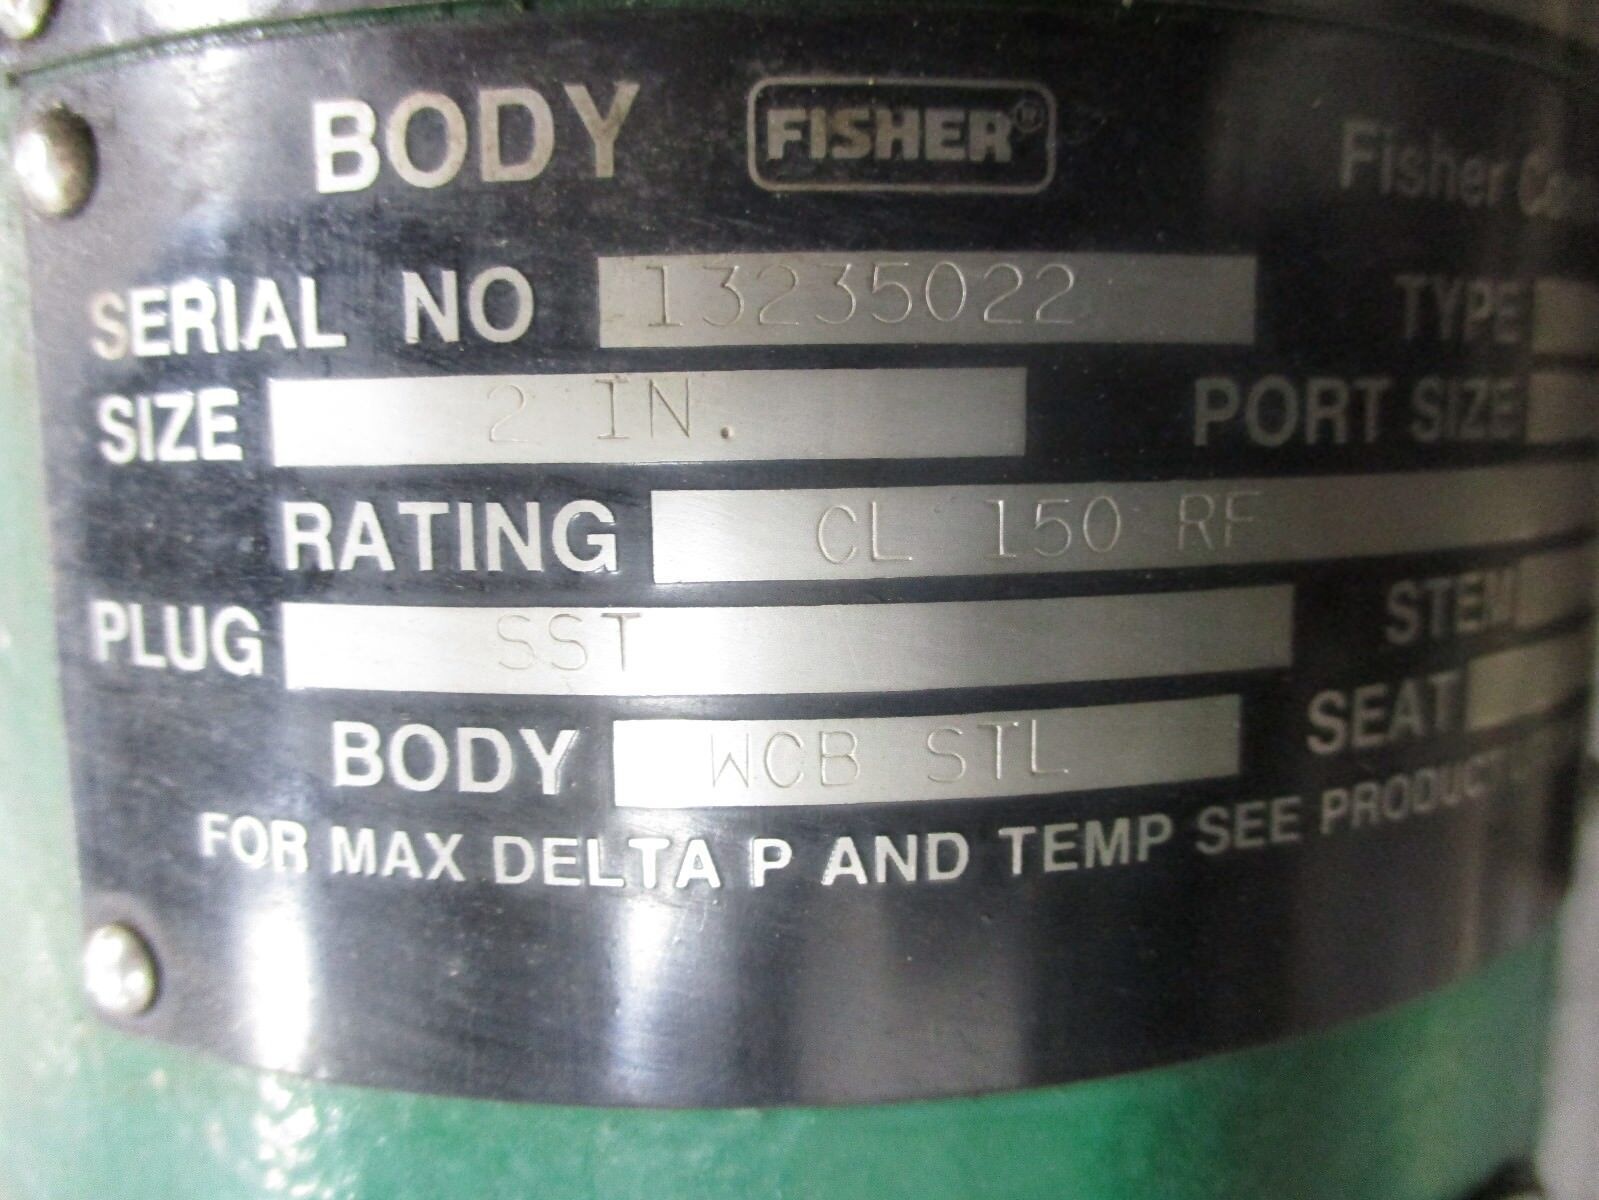 BODY FISHER® Fisher
SERIAL NO 13235022 TYPE
SIZE 2 IN. PORT SIZE
RATING CL 150 RF
PLUG SST STEM
BODY WCB STL SEAT
FOR MAX DELTA P AND TEMP SEE PRODUCT